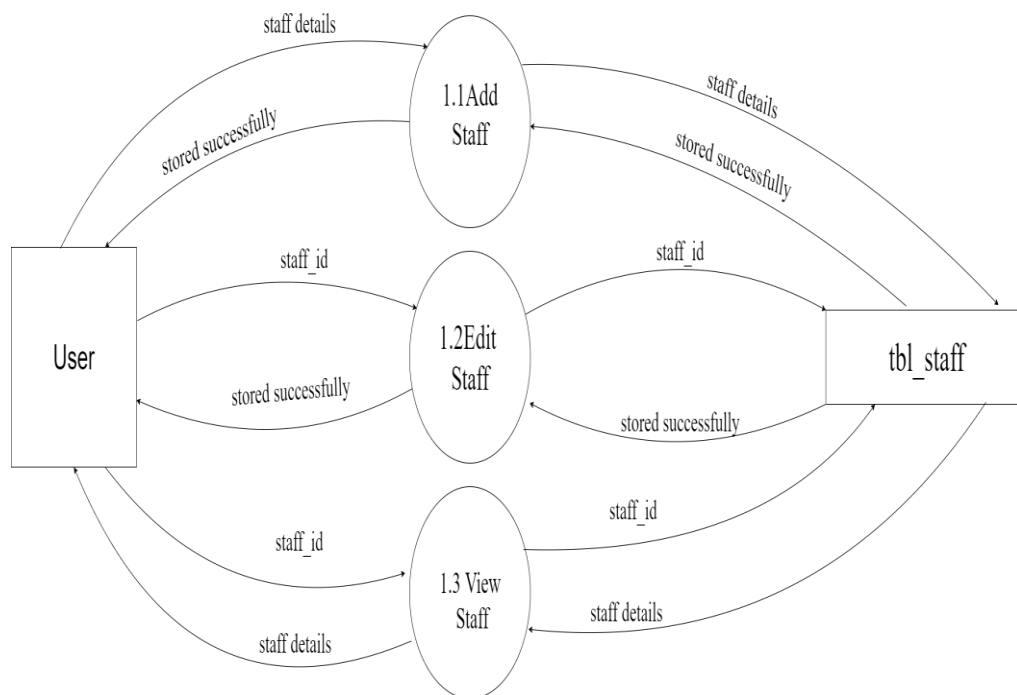 staff details
1.1Add
Staff
staff details
stored successfully
stored successfully
staff_id
staff_id
User
1.2Edit
Staff
tbl_staff
stored successfully
stored successfully
staff_id
staff_id
1.3 View
Staff
staff details
staff details